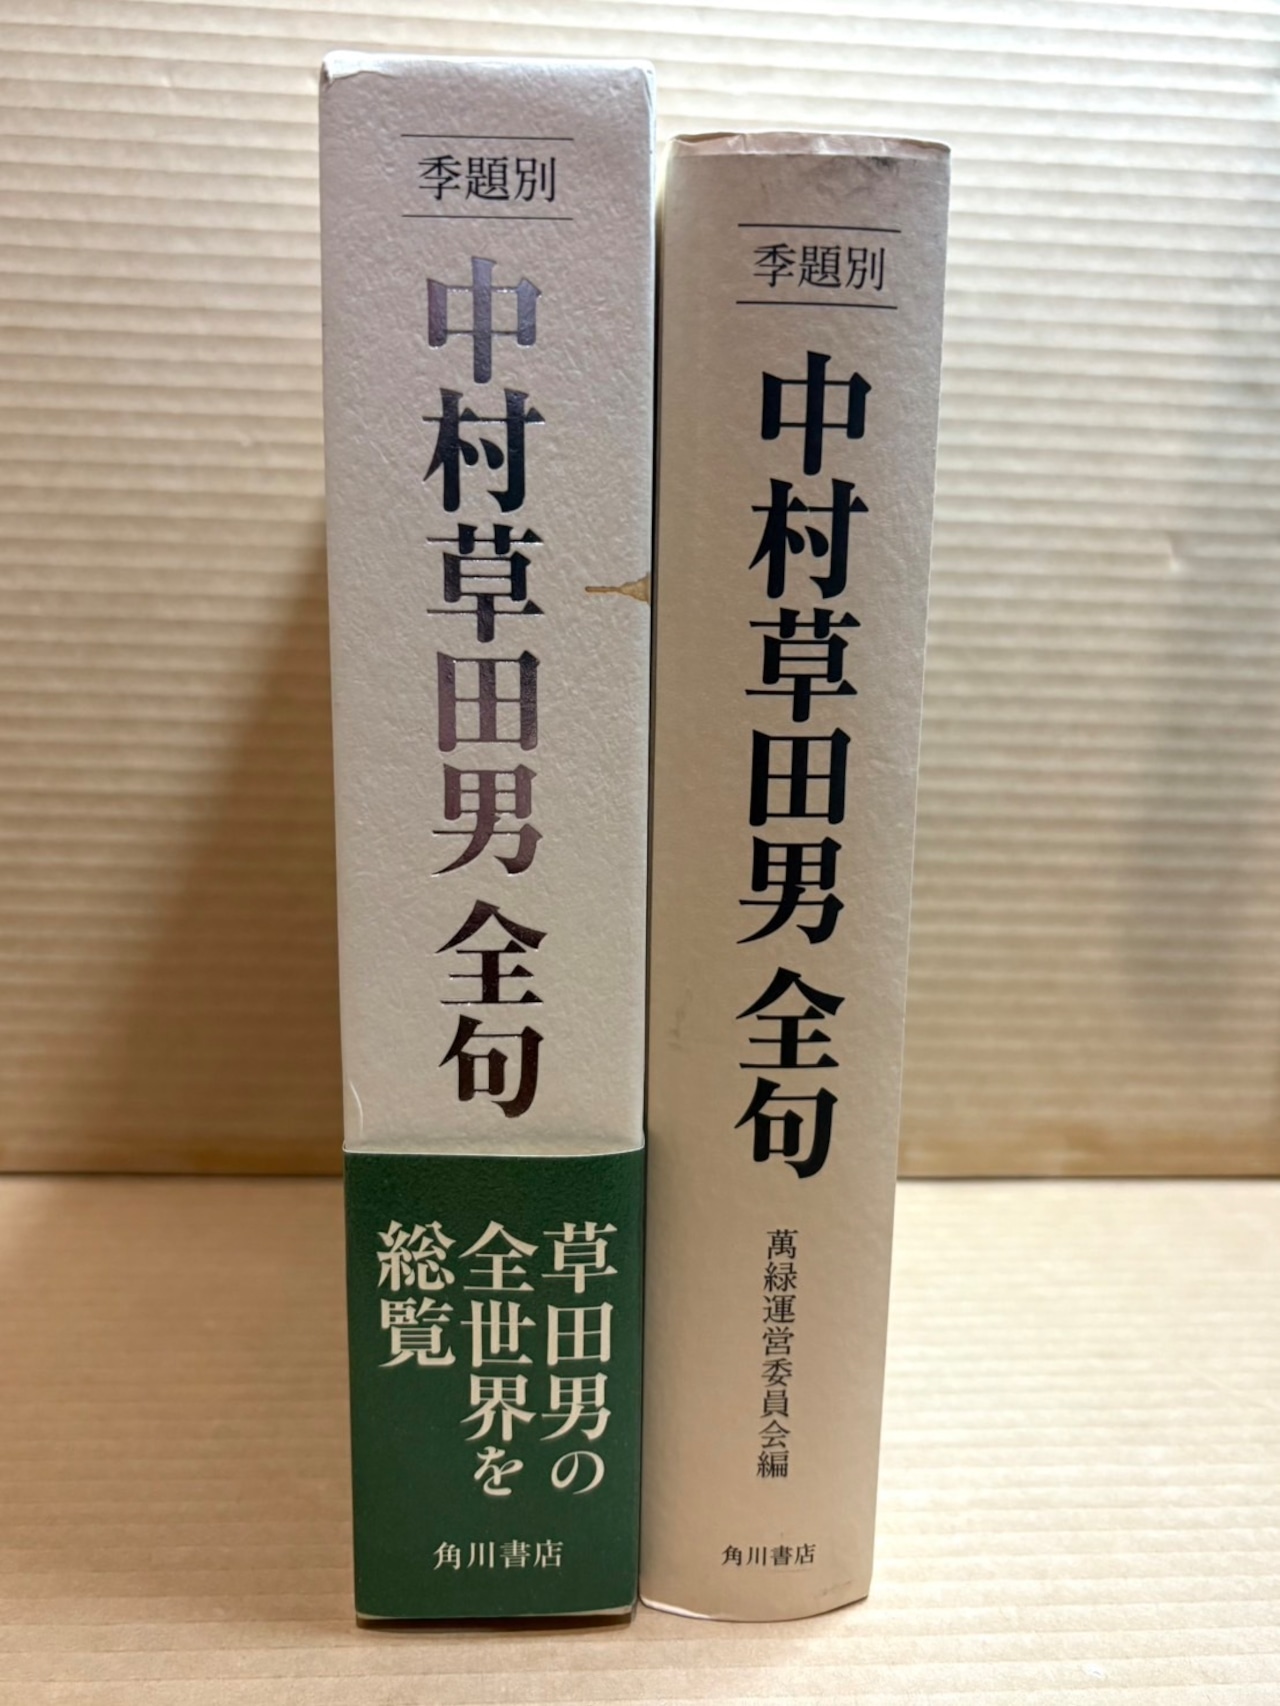 季題別
中村草田男 全句
草田男の
全世界を
総覧
角川書店
季題別
中村草田男 全句
萬緑運営委員会編
角川書店